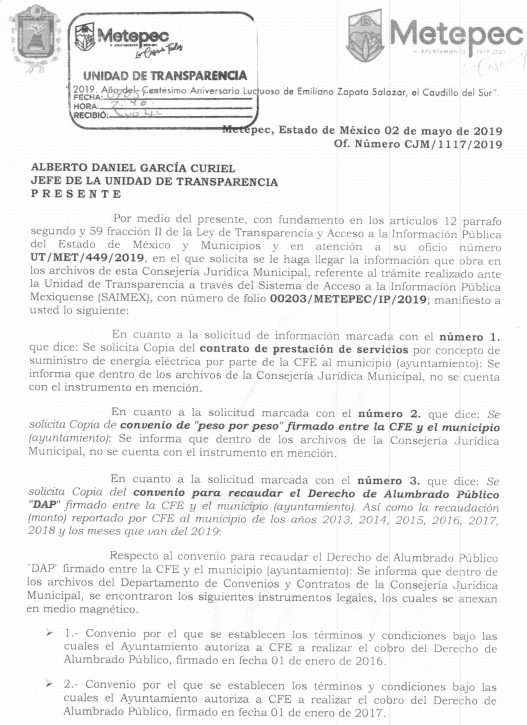 Metepec
H. AYUNTAMIENTO 2019-2021
UNIDAD DE TRANSPARENCIA
FECHA:
HORA:
RECIBIÓ:
Metepec
H. AYUNTAMIENTO 2019-2021
2019. Año del Centésimo Aniversario Luctuoso de Emiliano Zapata Salazar, el Caudillo del Sur".
Metepec, Estado de México 02 de mayo de 2019
Of. Número CJM/1117/2019
ALBERTO DANIEL GARCÍA CURIEL
JEFE DE LA UNIDAD DE TRANSPARENCIA
P R E S E N T E
Por medio del presente, con fundamento en los artículos 12 parrafo
segundo y 59 fracción II de la Ley de Transparencia y Acceso a la Información Pública
del Estado de México y Municipios y en atención a su oficio número
UT/MET/449/2019, en el que solicita se le haga llegar la información que obra en
los archivos de esta Consejería Jurídica Municipal, referente al trámite realizado ante
la Unidad de Transparencia a través del Sistema de Acceso a la Información Pública
Mexiquense (SAIMEX), con número de folio 00203/METEPEC/IP/2019; manifiesto a
usted lo siguiente:
En cuanto a la solicitud de información marcada con el número 1.
que dice: Se solicita Copia del contrato de prestación de servicios por concepto de
suministro de energía eléctrica por parte de la CFE al municipio (ayuntamiento): Se
informa que dentro de los archivos de la Consejería Jurídica Municipal, no se cuenta
con el instrumento en mención.
En cuanto a la solicitud marcada con el número 2. que dice: Se
solicita Copia de convenio de "peso por peso" firmado entre la CFE y el municipio
(ayuntamiento): Se informa que dentro de los archivos de la Consejería Jurídica
Municipal, no se cuenta con el instrumento en mención.
En cuanto a la solicitud marcada con el número 3. que dice: Se
solicita Copia del convenio para recaudar el Derecho de Alumbrado Público
"DAP" firmado entre la CFE y el municipio (ayuntamiento). Así como la recaudación
(monto) reportado por CFE al municipio de los años 2013, 2014, 2015, 2016, 2017,
2018 y los meses que van del 2019:
Respecto al convenio para recaudar el Derecho de Alumbrado Público
"DAP" firmado entre la CFE y el municipio (ayuntamiento): Se informa que dentro de
los archivos del Departamento de Convenios y Contratos de la Consejería Jurídica
Municipal, se encontraron los siguientes instrumentos legales, los cuales se anexan
en medio magnético.
➢ 1.- Convenio por el que se establecen los términos y condiciones bajo las
cuales el Ayuntamiento autoriza a CFE a realizar el cobro del Derecho de
Alumbrado Público, firmado en fecha 01 de enero de 2016.
➢ 2.- Convenio por el que se establecen los términos y condiciones bajo las
cuales el Ayuntamiento autoriza a CFE a realizar el cobro del Derecho de
Alumbrado Público, firmado en fecha 01 de enero de 2017.